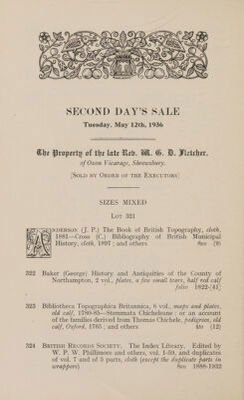 SECOND DAY'S SALE
Tuesday, May 12th, 1936
The Property of the late Rev. W. G. D. Fletcher,
of Oxon Vicarage, Shrewsbury.
[SOLD BY ORDER OF THE EXECUTORS]
SIZES MIXED
LOT 321
ANDERSON (J. P.) The Book of British Topography, cloth,
1881—Cross (C.) Bibliography of British Municipal
History, cloth, 1897; and others 8vo (9)
322 Baker (George) History and Antiquities of the County of
Northampton, 2 vol., plates, a few small tears, half red calf
folio 1822-[41]
323 Bibliotheca Topographica Britannica, 6 vol., maps and plates,
old calf, 1780-85—Stemmata Chicheleana; or an account
of the families derived from Thomas Chichele, pedigrees, old
calf, Oxford, 1765; and others 4to (12)
324 BRITISH RECORDS SOCIETY. The Index Library. Edited by
W. P. W. Phillimore and others, vol. 1-59, and duplicates
of vol. 7 and of 5 parts, cloth (except the duplicate parts in
wrappers) 8vo 1888-1932